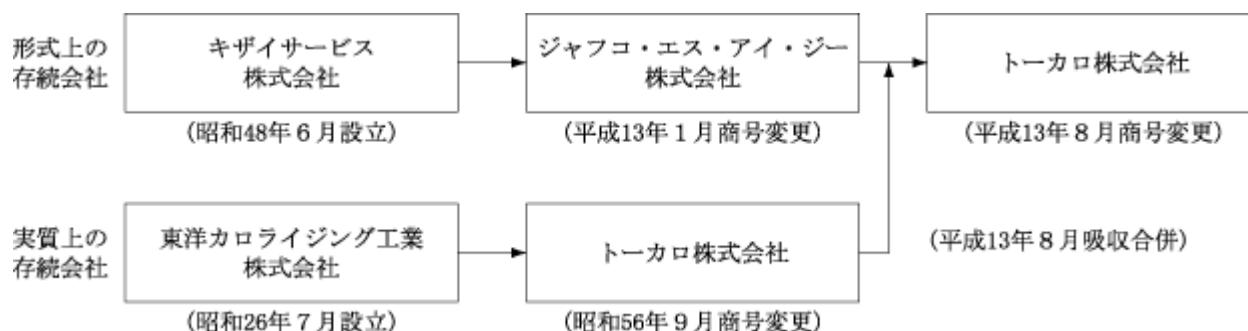 形式上の
存続会社
キザイサービス
株式会社
ジャフコ・エス・アイ・ジー
株式会社
トーカロ株式会社
(昭和48年6月設立)
(平成13年1月商号変更)
(平成13年8月商号変更)
実質上の
存続会社
東洋カロライジング工業
株式会社
トーカロ株式会社
(平成13年8月吸収合併)
(昭和26年7月設立)
(昭和56年9月商号変更)